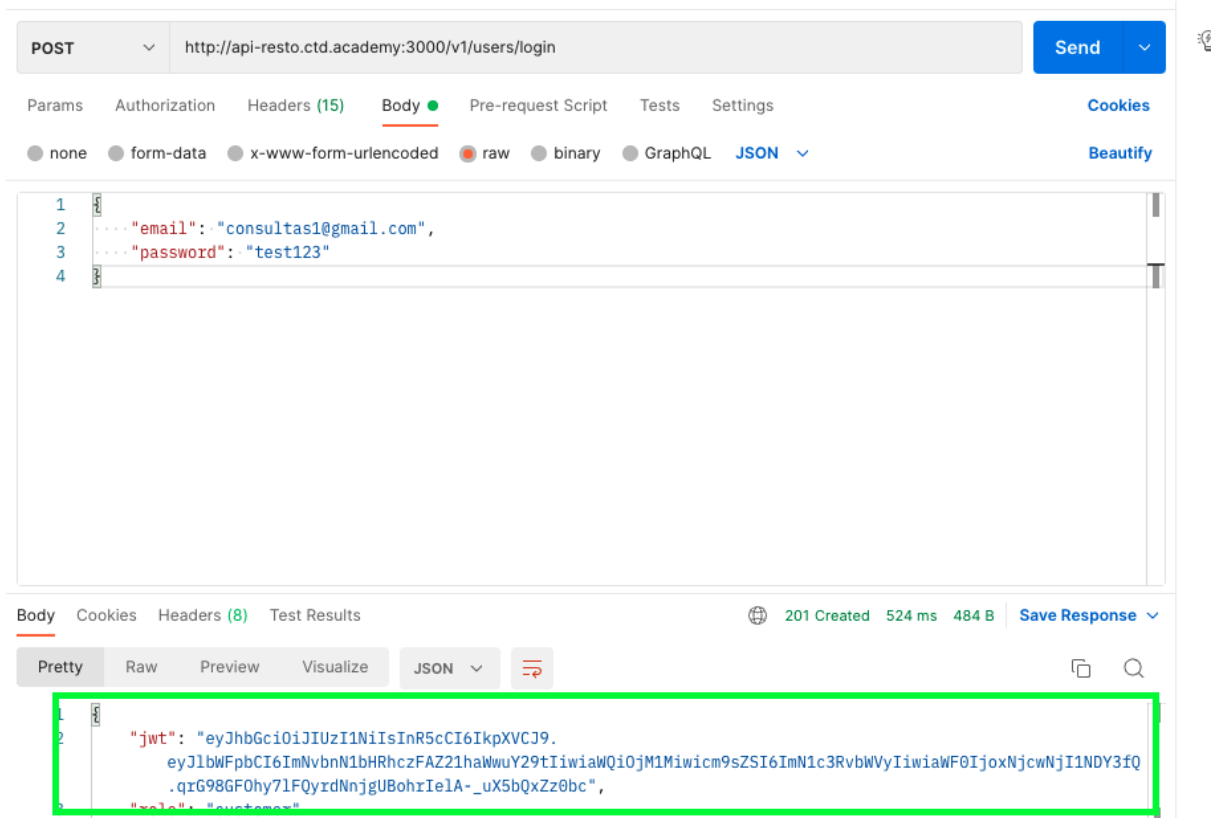 POST http://api-resto.ctd.academy:3000/v1/users/login Send
Params Authorization Headers (15) Body Pre-request Script Tests Settings Cookies
none form-data x-www-form-urlencoded raw binary GraphQL JSON Beautify
1 {
2 ····"email":·"consultas1@gmail.com",
3 ····"password":·"test123"
4 }
Body Cookies Headers (8) Test Results 201 Created 524 ms 484 B Save Response
Pretty Raw Preview Visualize JSON
1 {
2 "jwt": "eyJhbGciOiJIUzI1NiIsInR5cCI6IkpXVCJ9.
eyJlbWFpbCI6ImNvbnN1bHRhczFAZ21haWwuY29tIiwiaWQiOjM1Miwicm9sZSI6ImN1c3RvbWVyIiwiaWF0IjoxNjcwNjI1NDY3fQ
.qrG98GFOhy7lFQyrdNnjgUBohrIelA-_uX5bQxZz0bc",
3 "role": "customer"